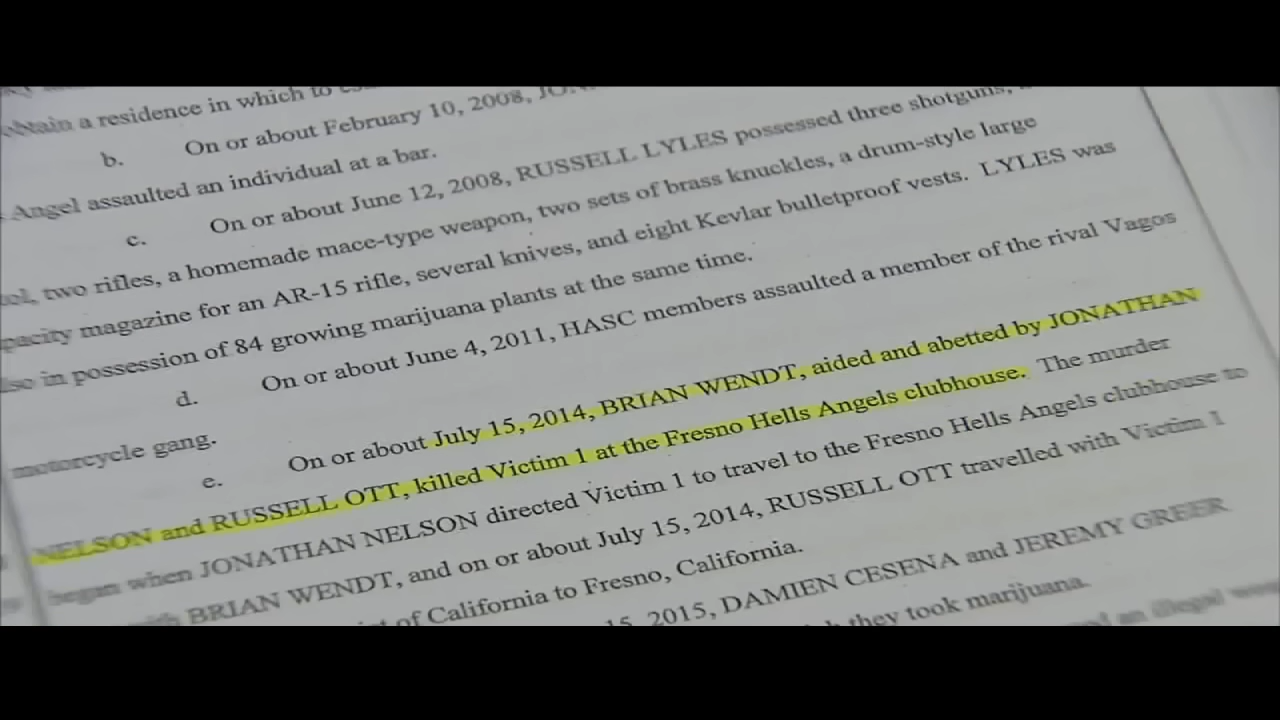 obtain a residence in which to
b. On or about February 10, 2008,
Angel assaulted an individual at a bar.
c. On or about June 12, 2008, RUSSELL LYLES possessed three shotguns,
two rifles, a homemade mace-type weapon, two sets of brass knuckles, a drum-style large
pacity magazine for an AR-15 rifle, several knives, and eight Kevlar bulletproof vests. LYLES was
in possession of 84 growing marijuana plants at the same time.
d. On or about June 4, 2011, HASC members assaulted a member of the rival Vagos
motorcycle gang.
e. On or about July 15, 2014, BRIAN WENDT, aided and abetted by JONATHAN
NELSON and RUSSELL OTT, killed Victim 1 at the Fresno Hells Angels clubhouse. The murder
began when JONATHAN NELSON directed Victim 1 to travel to the Fresno Hells Angels clubhouse to
with BRIAN WENDT, and on or about July 15, 2014, RUSSELL OTT travelled with Victim 1
of California to Fresno, California.
15, 2015, DAMIEN CESENA and JEREMY GREER
they took marijuana.
an illegal